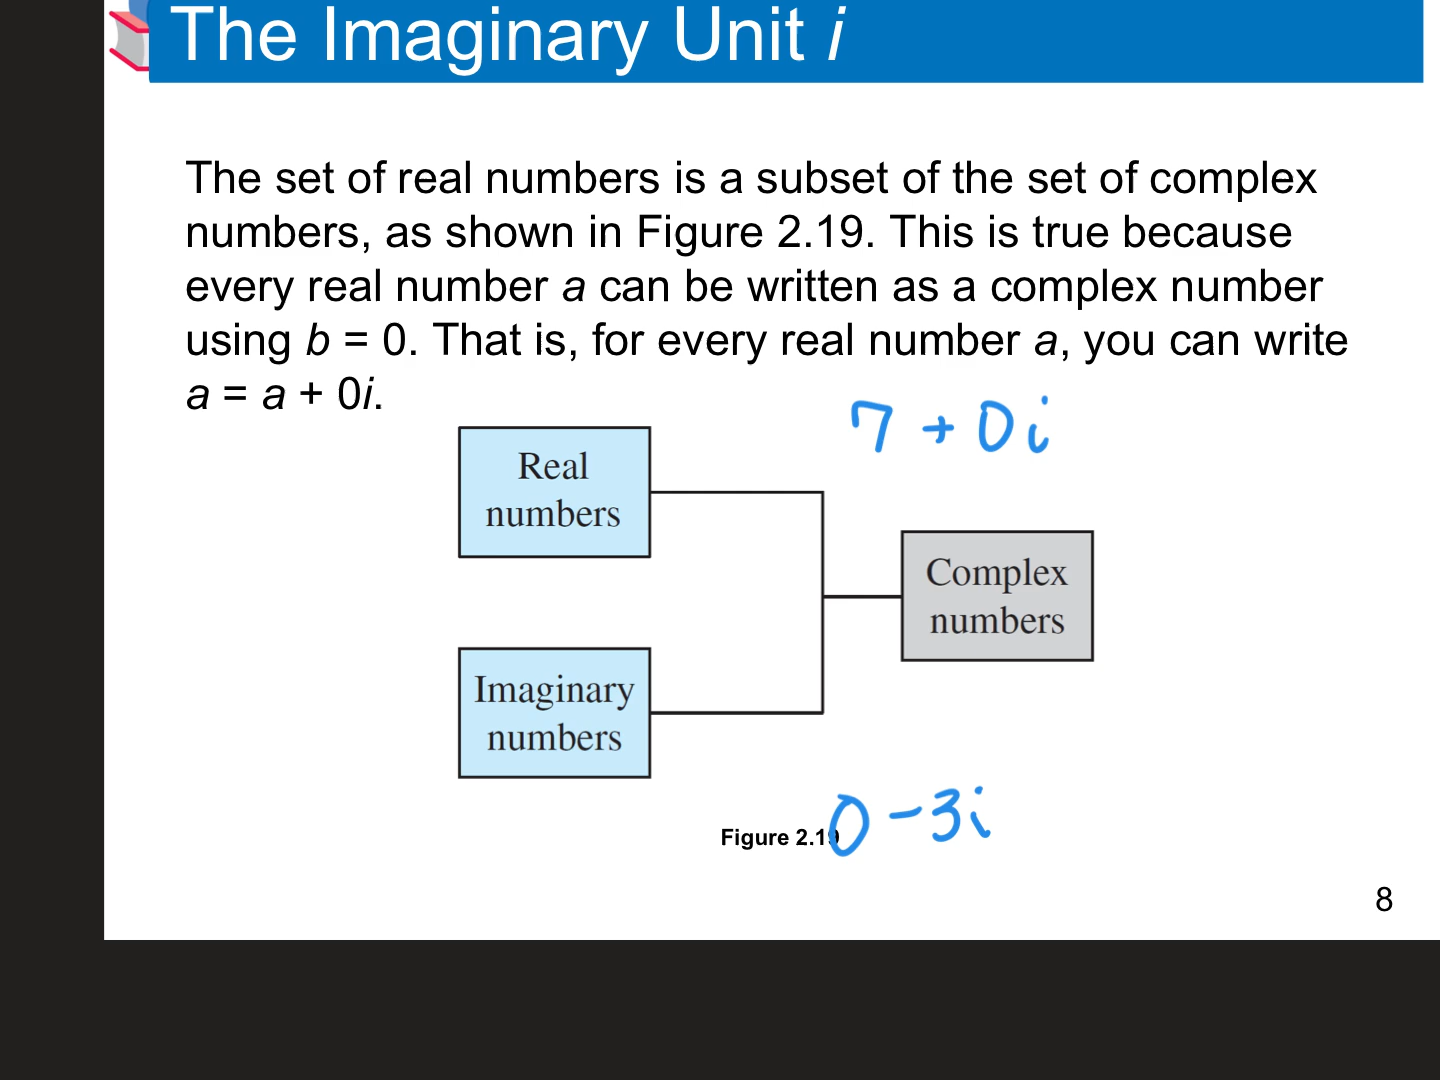 The Imaginary Unit i
The set of real numbers is a subset of the set of complex
numbers, as shown in Figure 2.19. This is true because
every real number a can be written as a complex number
using b = 0. That is, for every real number a, you can write
a = a + 0i.
7 + 0i
Real
numbers
Complex
numbers
Imaginary
numbers
0 - 3i
Figure 2.19
8